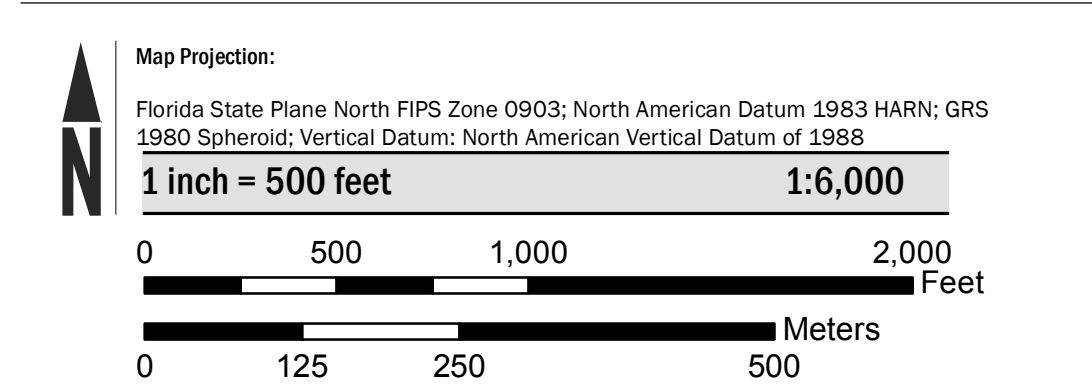 Map Projection:
Florida State Plane North FIPS Zone 0903; North American Datum 1983 HARN; GRS
1980 Spheroid; Vertical Datum: North American Vertical Datum of 1988
N
1 inch = 500 feet 1:6,000
0 500 1,000 2,000
Feet
Meters
0 125 250 500